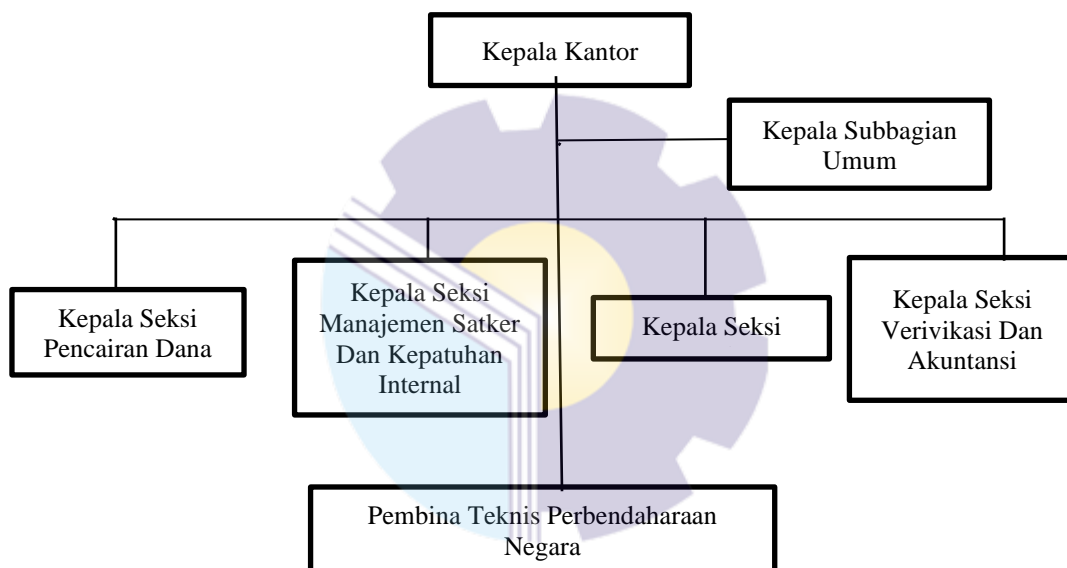 Kepala Kantor
Kepala Subbagian
Umum
Kepala Seksi
Pencairan Dana
Kepala Seksi
Manajemen Satker
Dan Kepatuhan
Internal
Kepala Seksi
Kepala Seksi
Verivikasi Dan
Akuntansi
Pembina Teknis Perbendaharaan
Negara